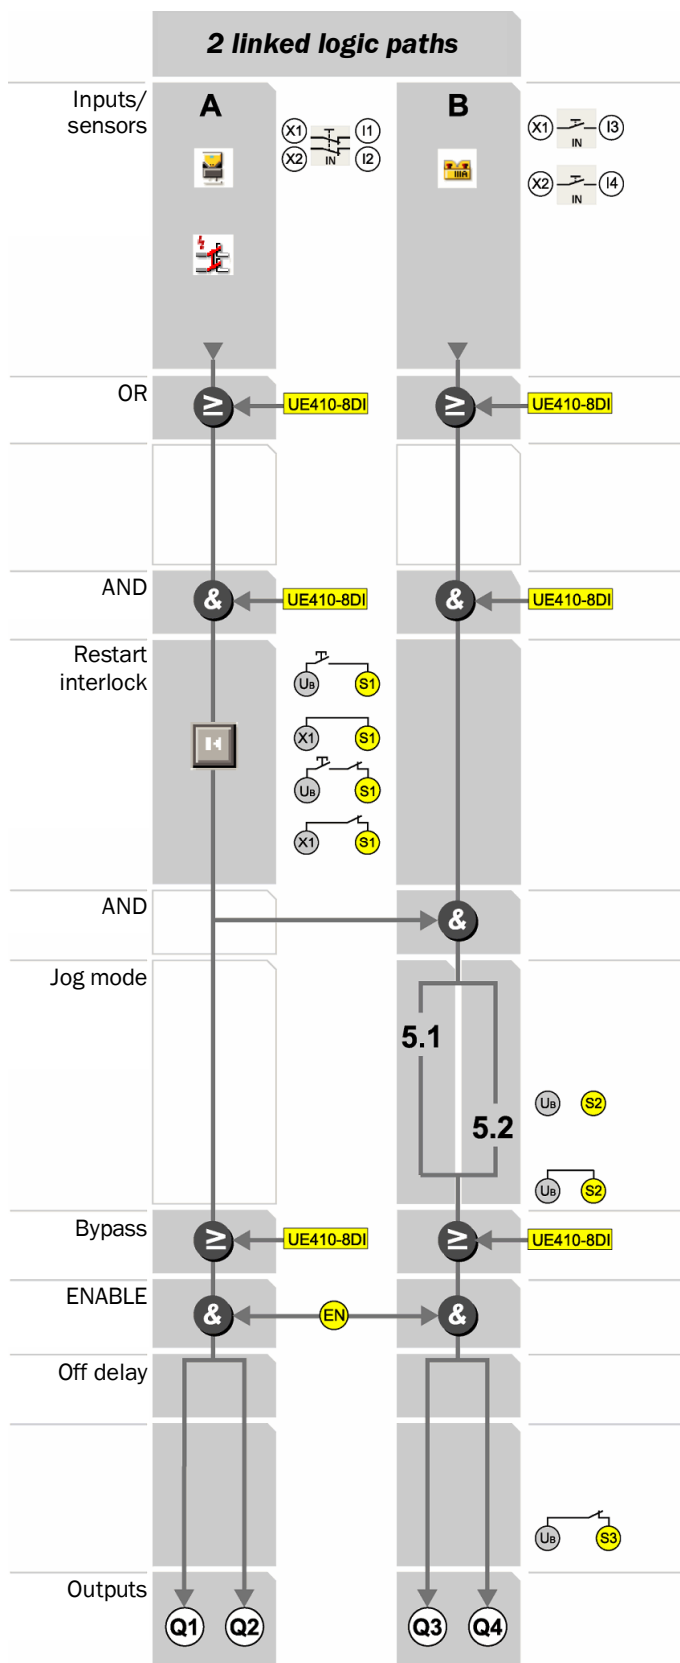 2 linked logic paths
Inputs/
sensors
A
X1 I1
X2 IN I2
B
IIIA
X1 I3
IN
X2 I4
IN
OR
≥
UE410-8DI
≥
UE410-8DI
AND
&
UE410-8DI
&
UE410-8DI
Restart
interlock
UB S1
X1 S1
UB S1
X1 S1
AND
&
Jog mode
5.1
5.2
UB S2
UB S2
Bypass
≥
UE410-8DI
≥
UE410-8DI
ENABLE
&
EN
&
Off delay
UB S3
Outputs
Q1 Q2 Q3 Q4